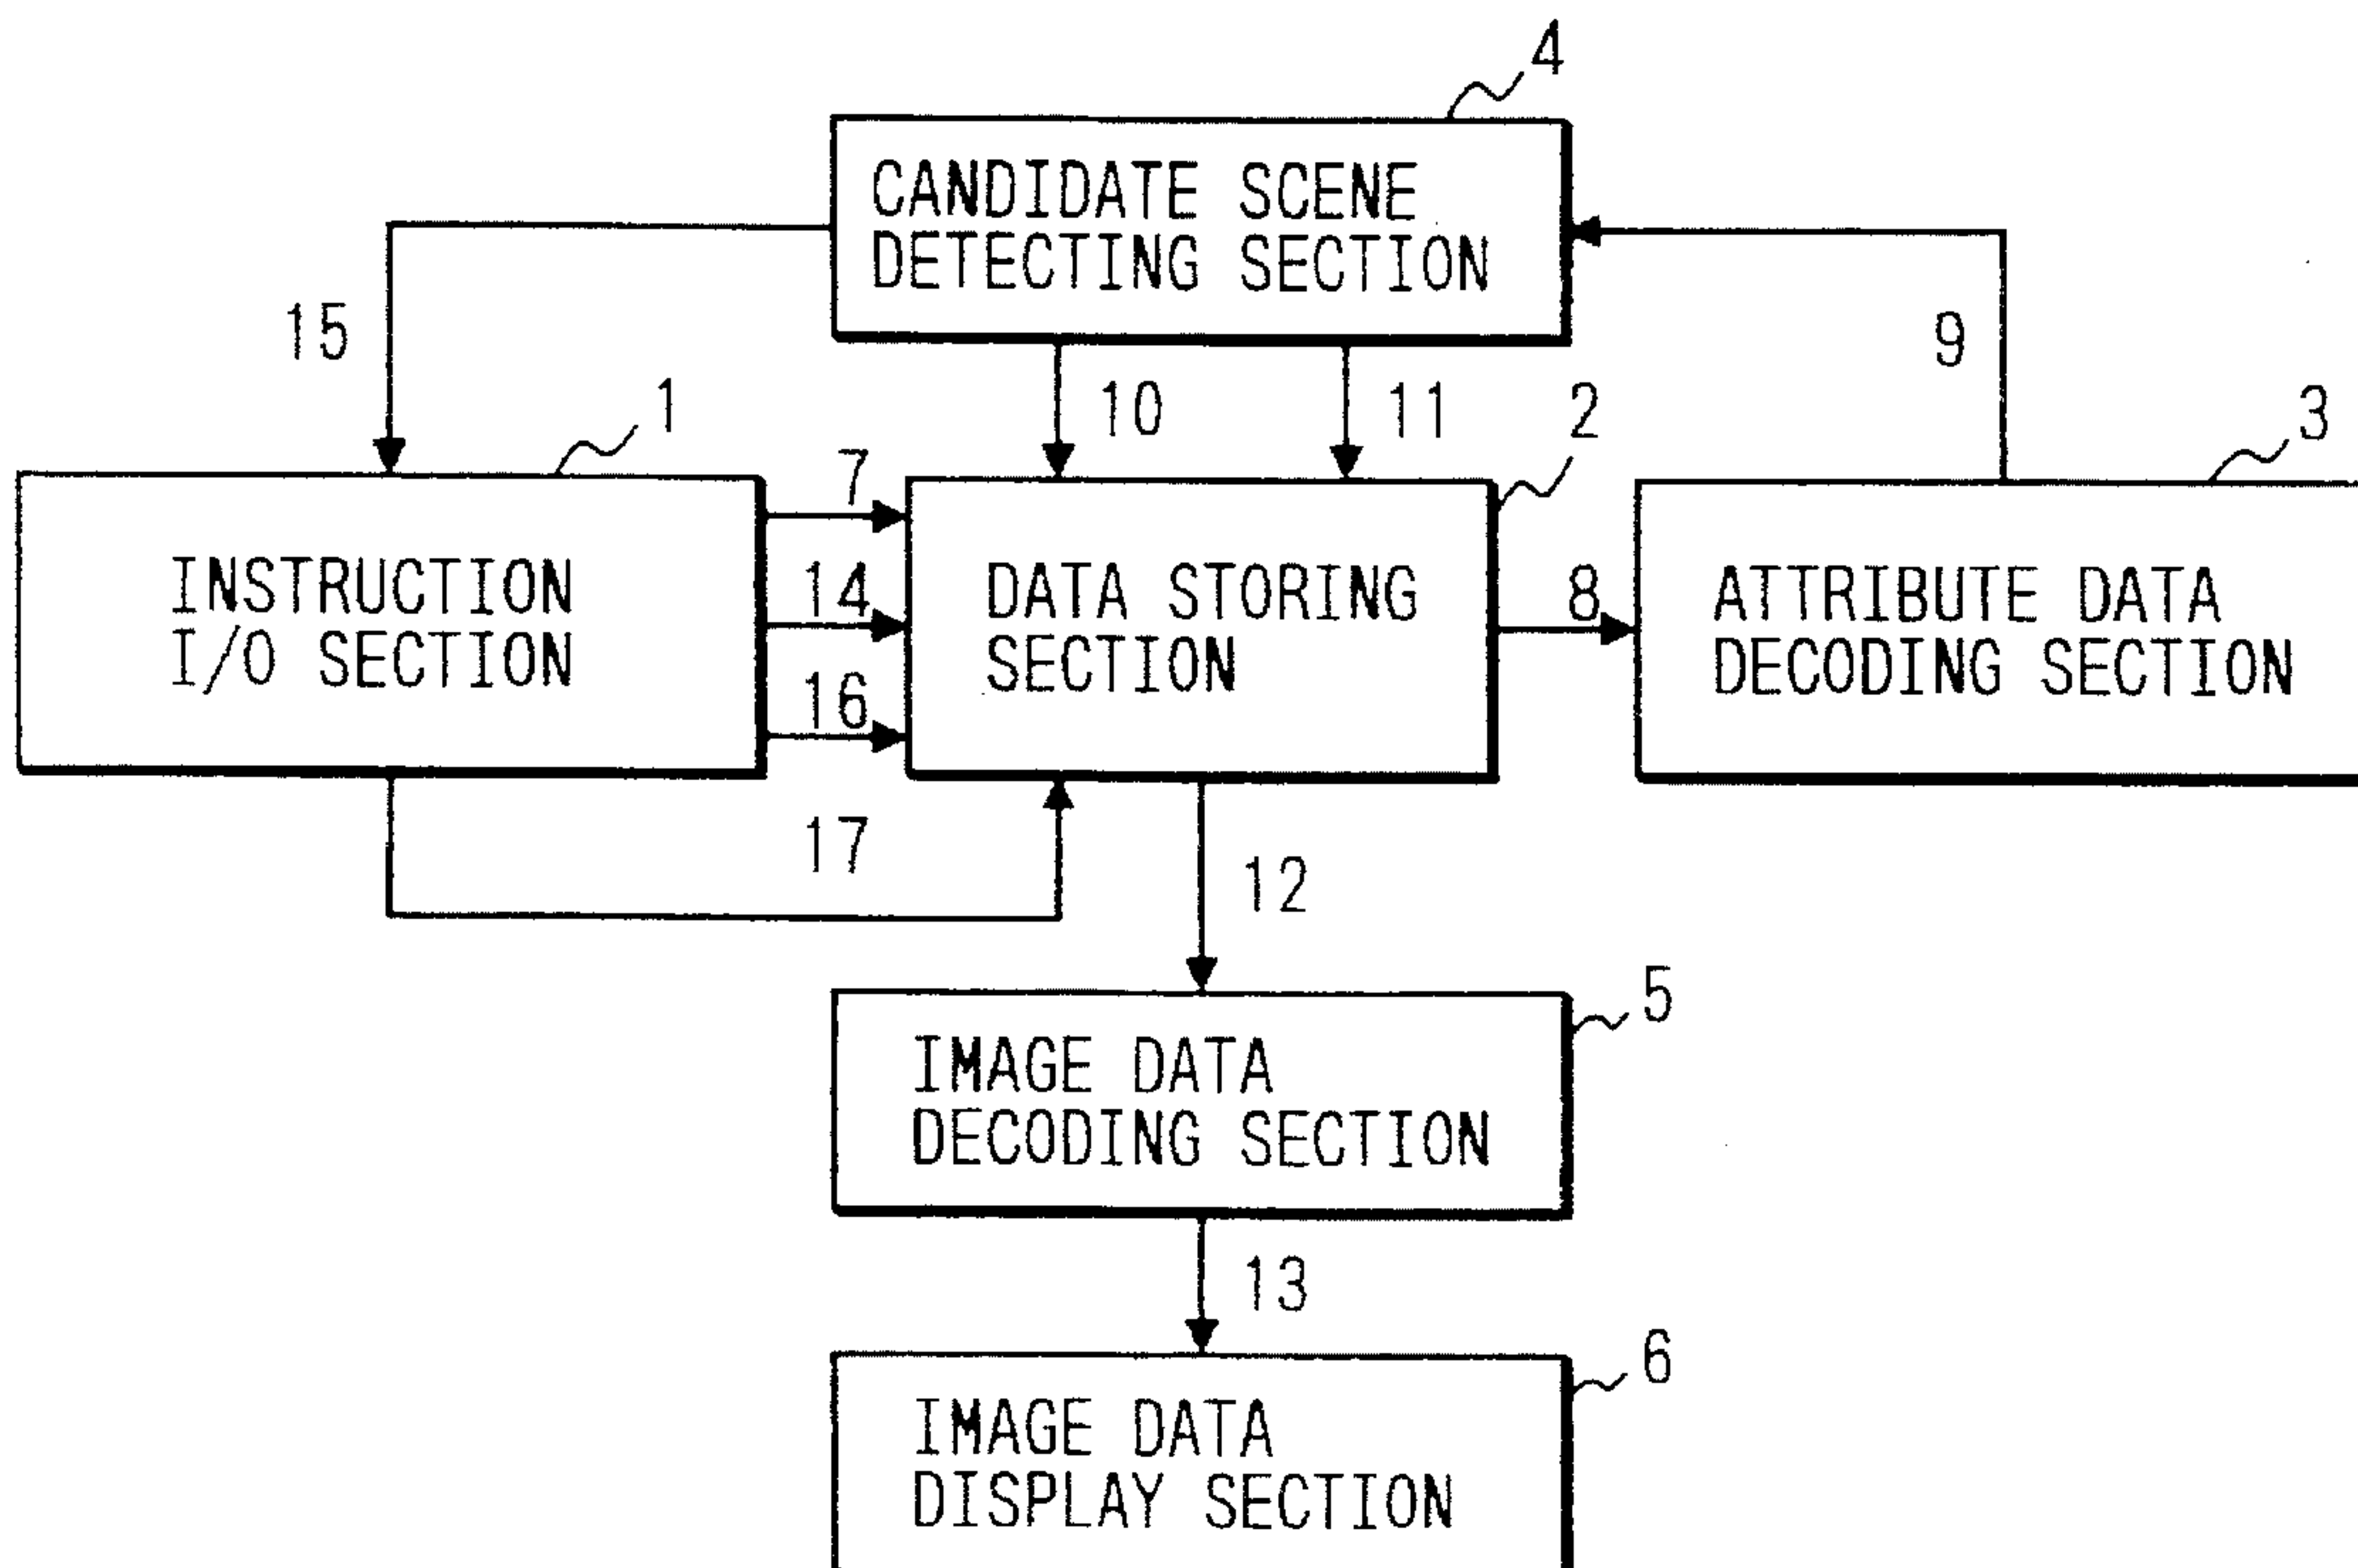 4
CANDIDATE SCENE
DETECTING SECTION
15
9
10
11
1
2
3
7
14
16
8
INSTRUCTION
I/O SECTION
DATA STORING
SECTION
ATTRIBUTE DATA
DECODING SECTION
17
12
5
IMAGE DATA
DECODING SECTION
13
6
IMAGE DATA
DISPLAY SECTION